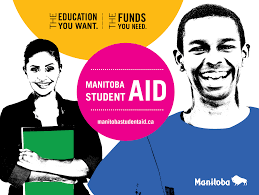 THE EDUCATION
YOU WANT.
THE FUNDS
YOU NEED.
MANITOBA
STUDENT AID
manitobastudentaid.ca
Manitoba